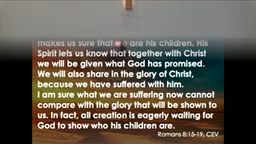 makes us sure that we are his children. His
Spirit lets us know that together with Christ
we will be given what God has promised.
We will also share in the glory of Christ,
because we have suffered with him.
I am sure what we are suffering now cannot
compare with the glory that will be shown to
us. In fact, all creation is eagerly waiting for
God to show who his children are.
Romans 8:15-19, CEV